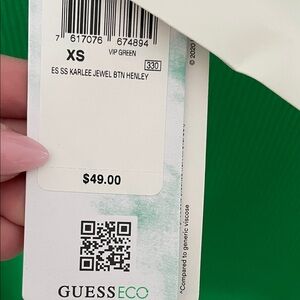 7 617076 674894
XS VIP GREEN
330
ES SS KARLEE JEWEL BTN HENLEY
$49.00
GUESSECO
© 2020
*Compared to generic viscose